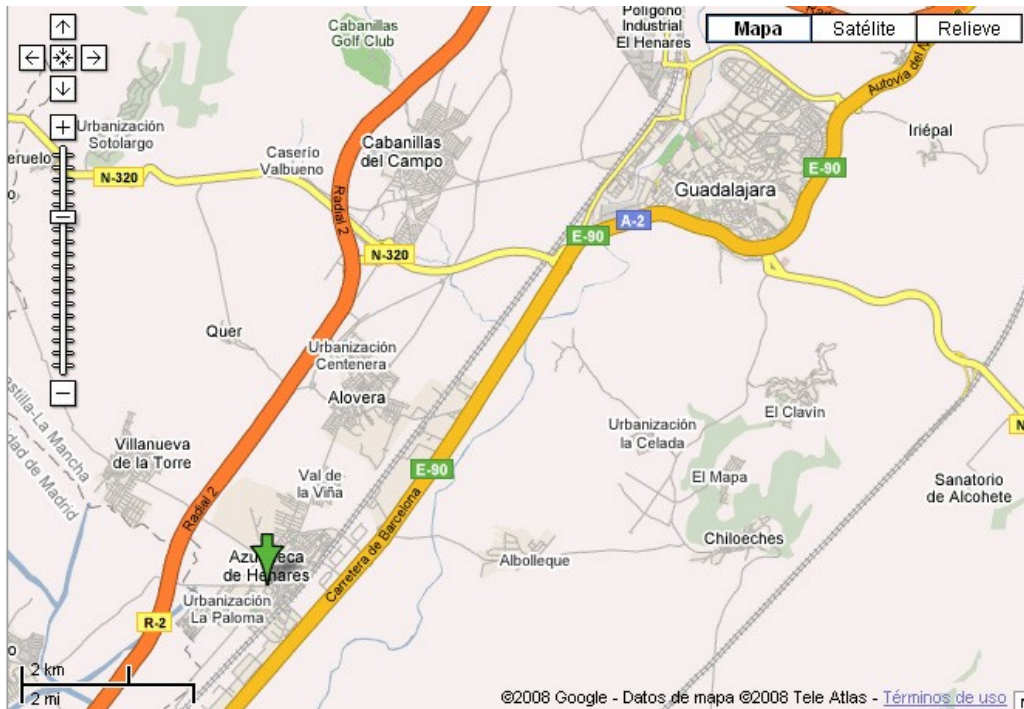 Cabanillas
Golf Club
Polígono
Industrial
El Henares
Mapa
Satélite
Relieve
Urbanización
Sotolargo
Iriépal
Cabanillas
del Campo
Caserío
Valbueno
N-320
E-90
Radial 2
Guadalajara
A-2
E-90
N-320
Quer
Urbanización
Centenera
Alovera
El Clavín
Urbanización
la Celada
Villanueva
de la Torre
E-90
Val de
la Viña
El Mapa
Sanatorio
de Alcohete
Radial 2
Carretera de Barcelona
Chiloeches
Albolleque
de Henares
Urbanización
La Paloma
R-2
2 km
2 mi
©2008 Google - Datos de mapa ©2008 Tele Atlas - Términos de uso